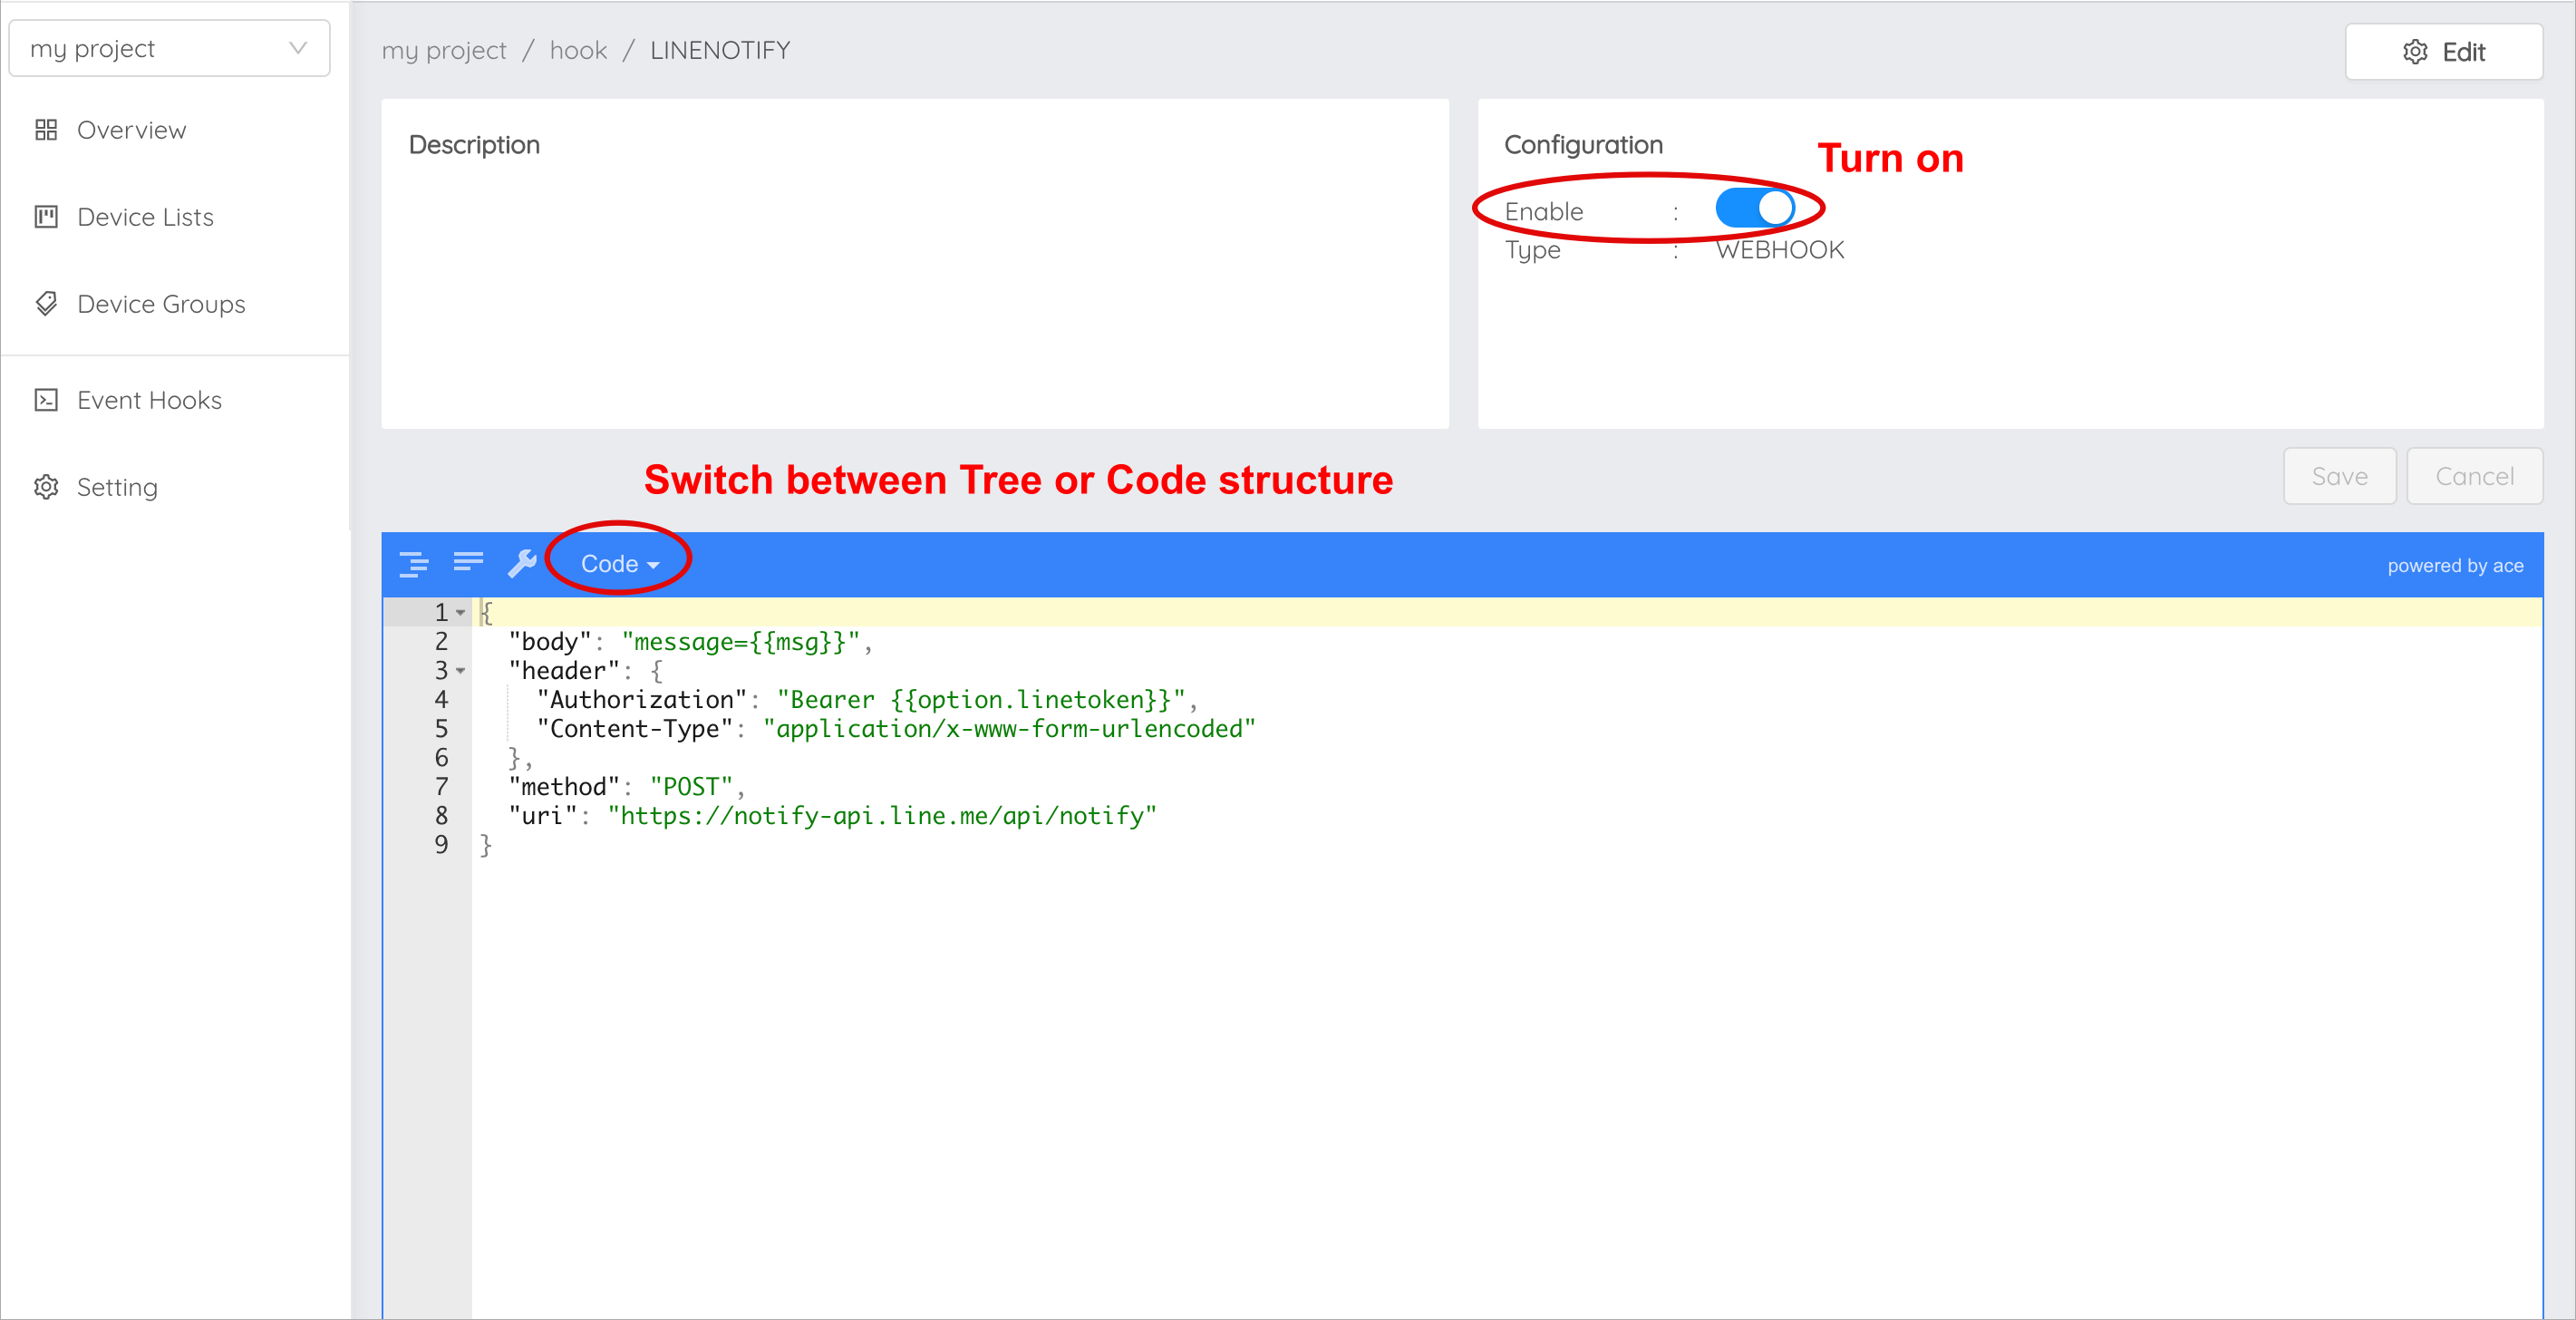 my project
Overview
Device Lists
Device Groups
Event Hooks
Setting
my project / hook / LINENOTIFY
Edit
Description
Configuration
Turn on
Enable :
Type : WEBHOOK
Switch between Tree or Code structure
Save
Cancel
Code
powered by ace
1 {
2 "body": "message={{msg}}",
3 "header": {
4 "Authorization": "Bearer {{option.linetoken}}",
5 "Content-Type": "application/x-www-form-urlencoded"
6 },
7 "method": "POST",
8 "uri": "https://notify-api.line.me/api/notify"
9 }